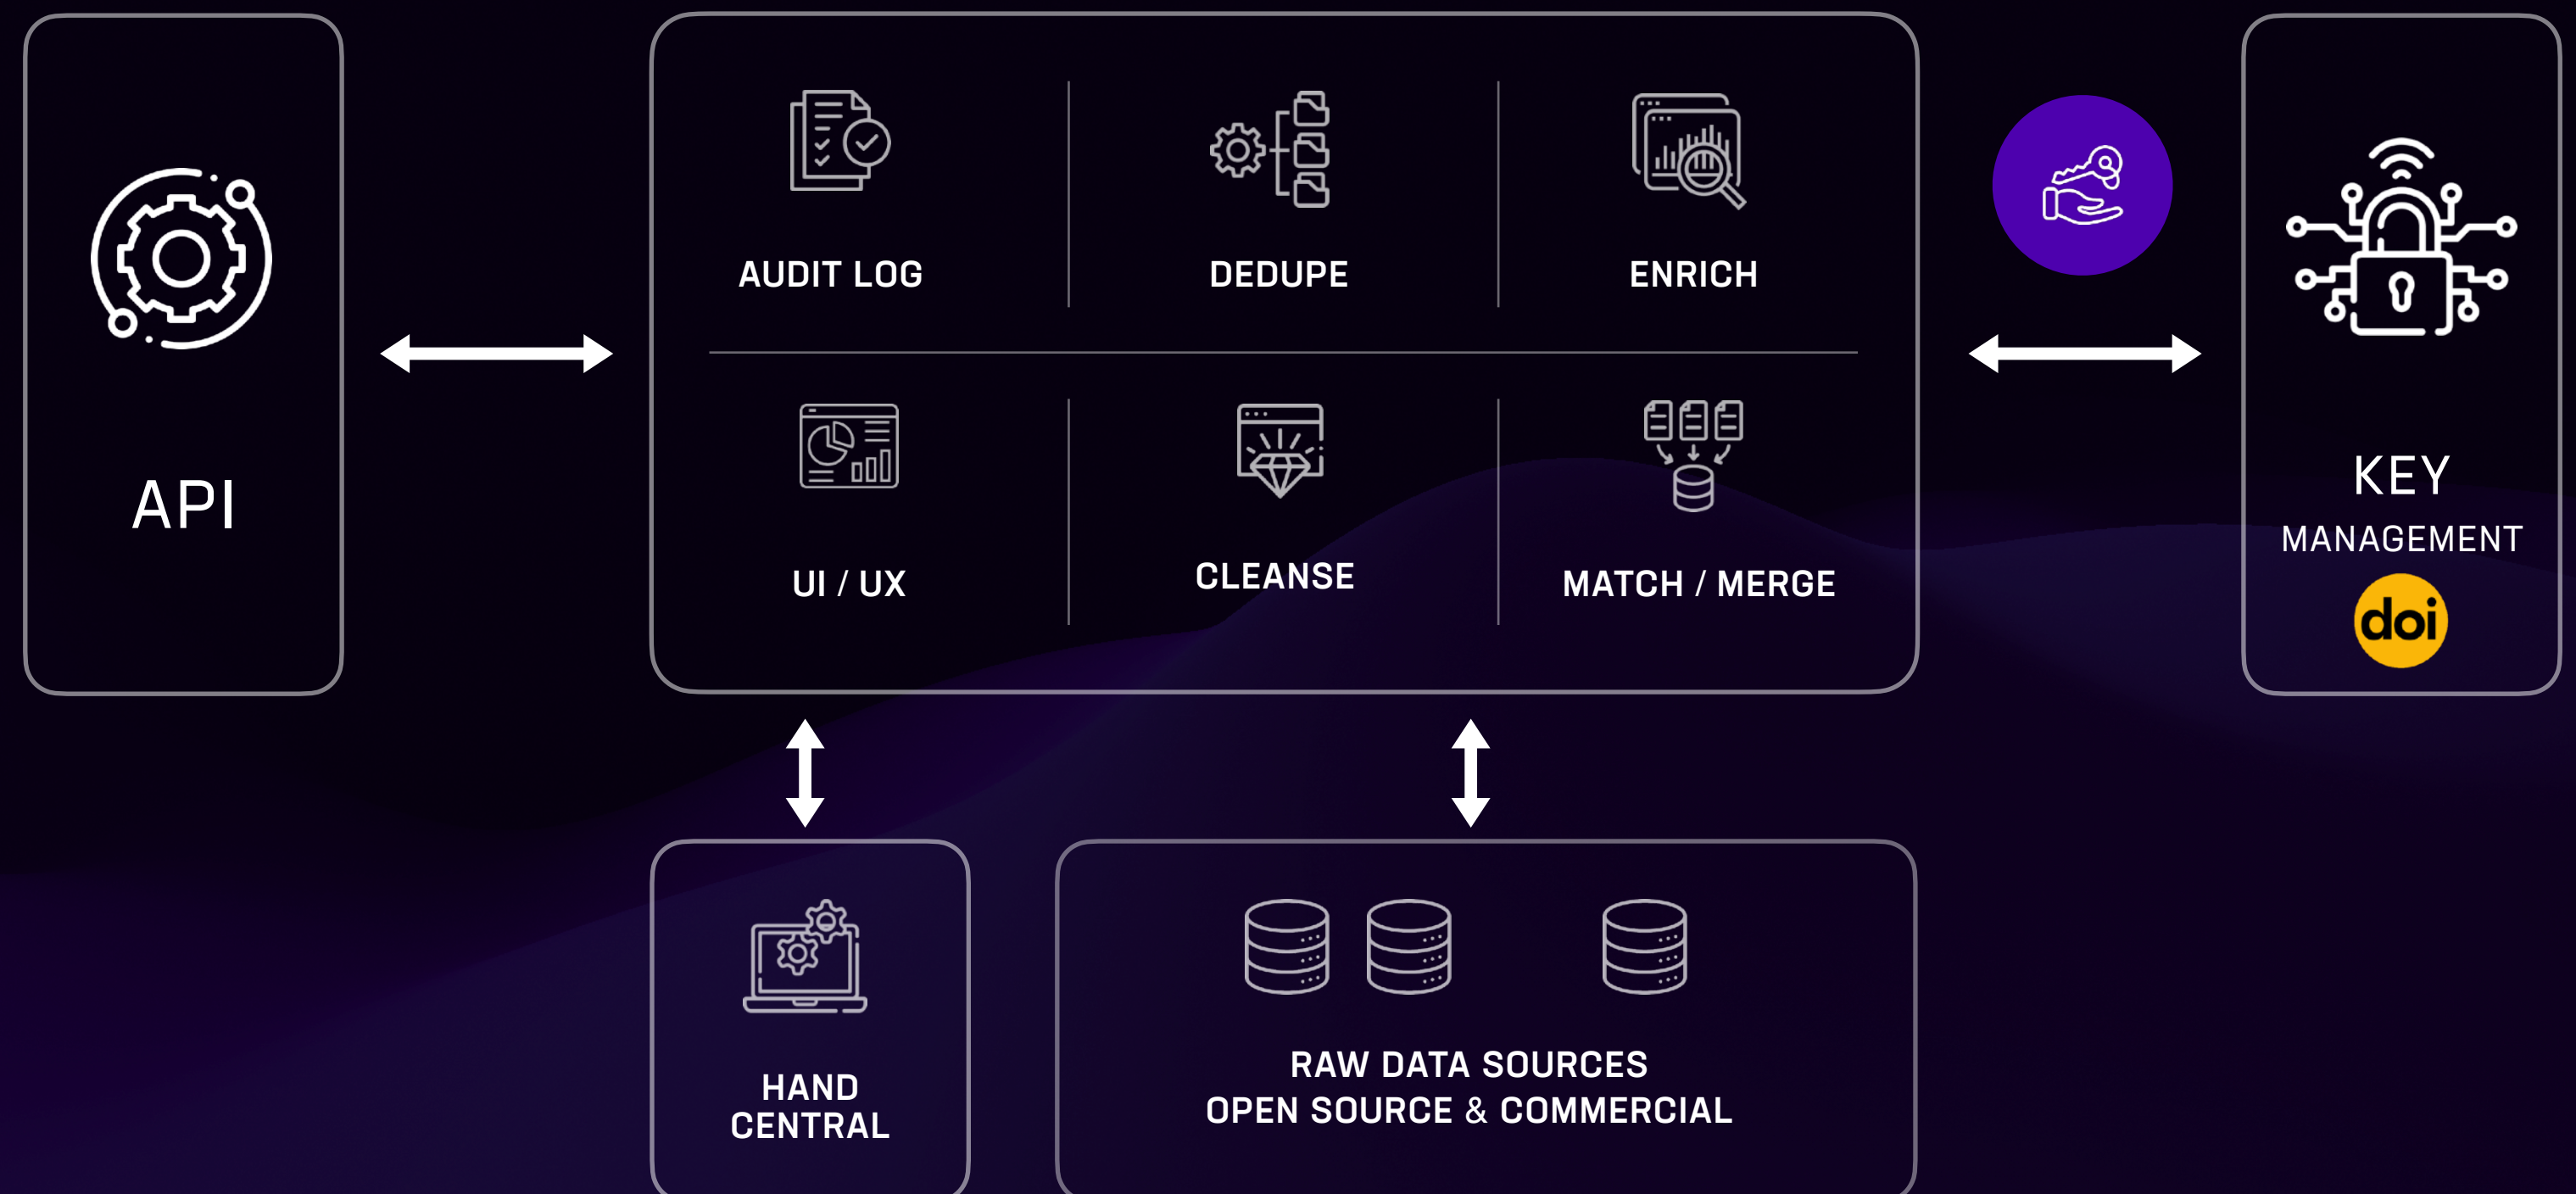 API
AUDIT LOG
DEDUPE
ENRICH
UI / UX
CLEANSE
MATCH / MERGE
KEY
MANAGEMENT
doi
HAND
CENTRAL
RAW DATA SOURCES
OPEN SOURCE & COMMERCIAL